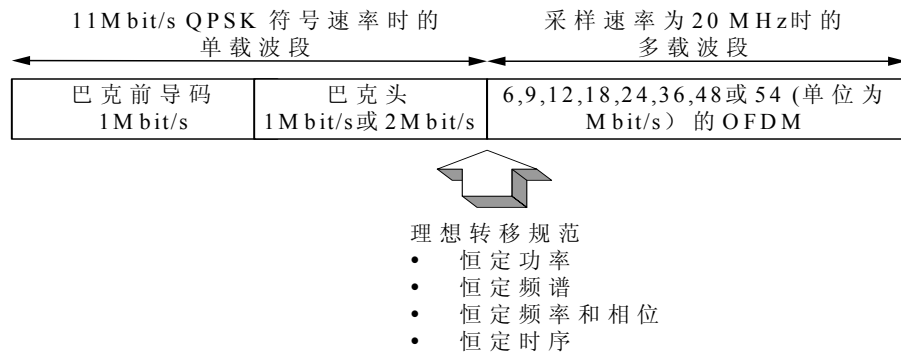 11Mbit/s QPSK 符号速率时的
单载波段
采样速率为20 MHz时的
多载波段
巴克前导码
1Mbit/s
巴克头
1Mbit/s或2Mbit/s
6,9,12,18,24,36,48或54 (单位为
Mbit/s） 的OFDM
理想转移规范
• 恒定功率
• 恒定频谱
• 恒定频率和相位
• 恒定时序